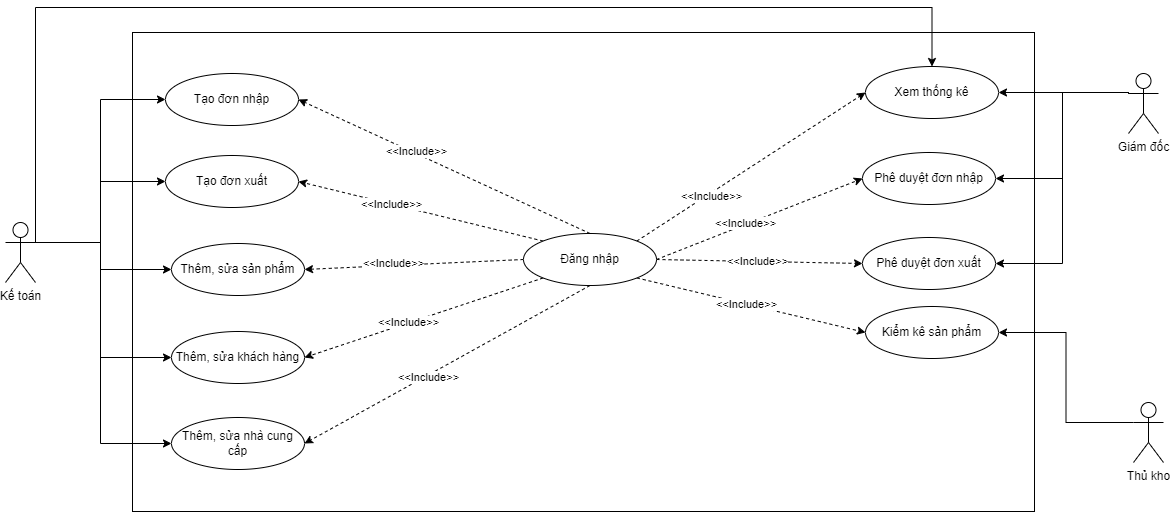 Tạo đơn nhập
Xem thống kê
Giám đốc
<<Include>>
Tạo đơn xuất
Phê duyệt đơn nhập
<<Include>>
<<Include>>
<<Include>>
Đăng nhập
Thêm, sửa sản phẩm
<<Include>>
<<Include>>
Phê duyệt đơn xuất
Kế toán
<<Include>>
<<Include>>
Kiểm kê sản phẩm
Thêm, sửa khách hàng
<<Include>>
Thêm, sửa nhà cung
cấp
Thủ kho